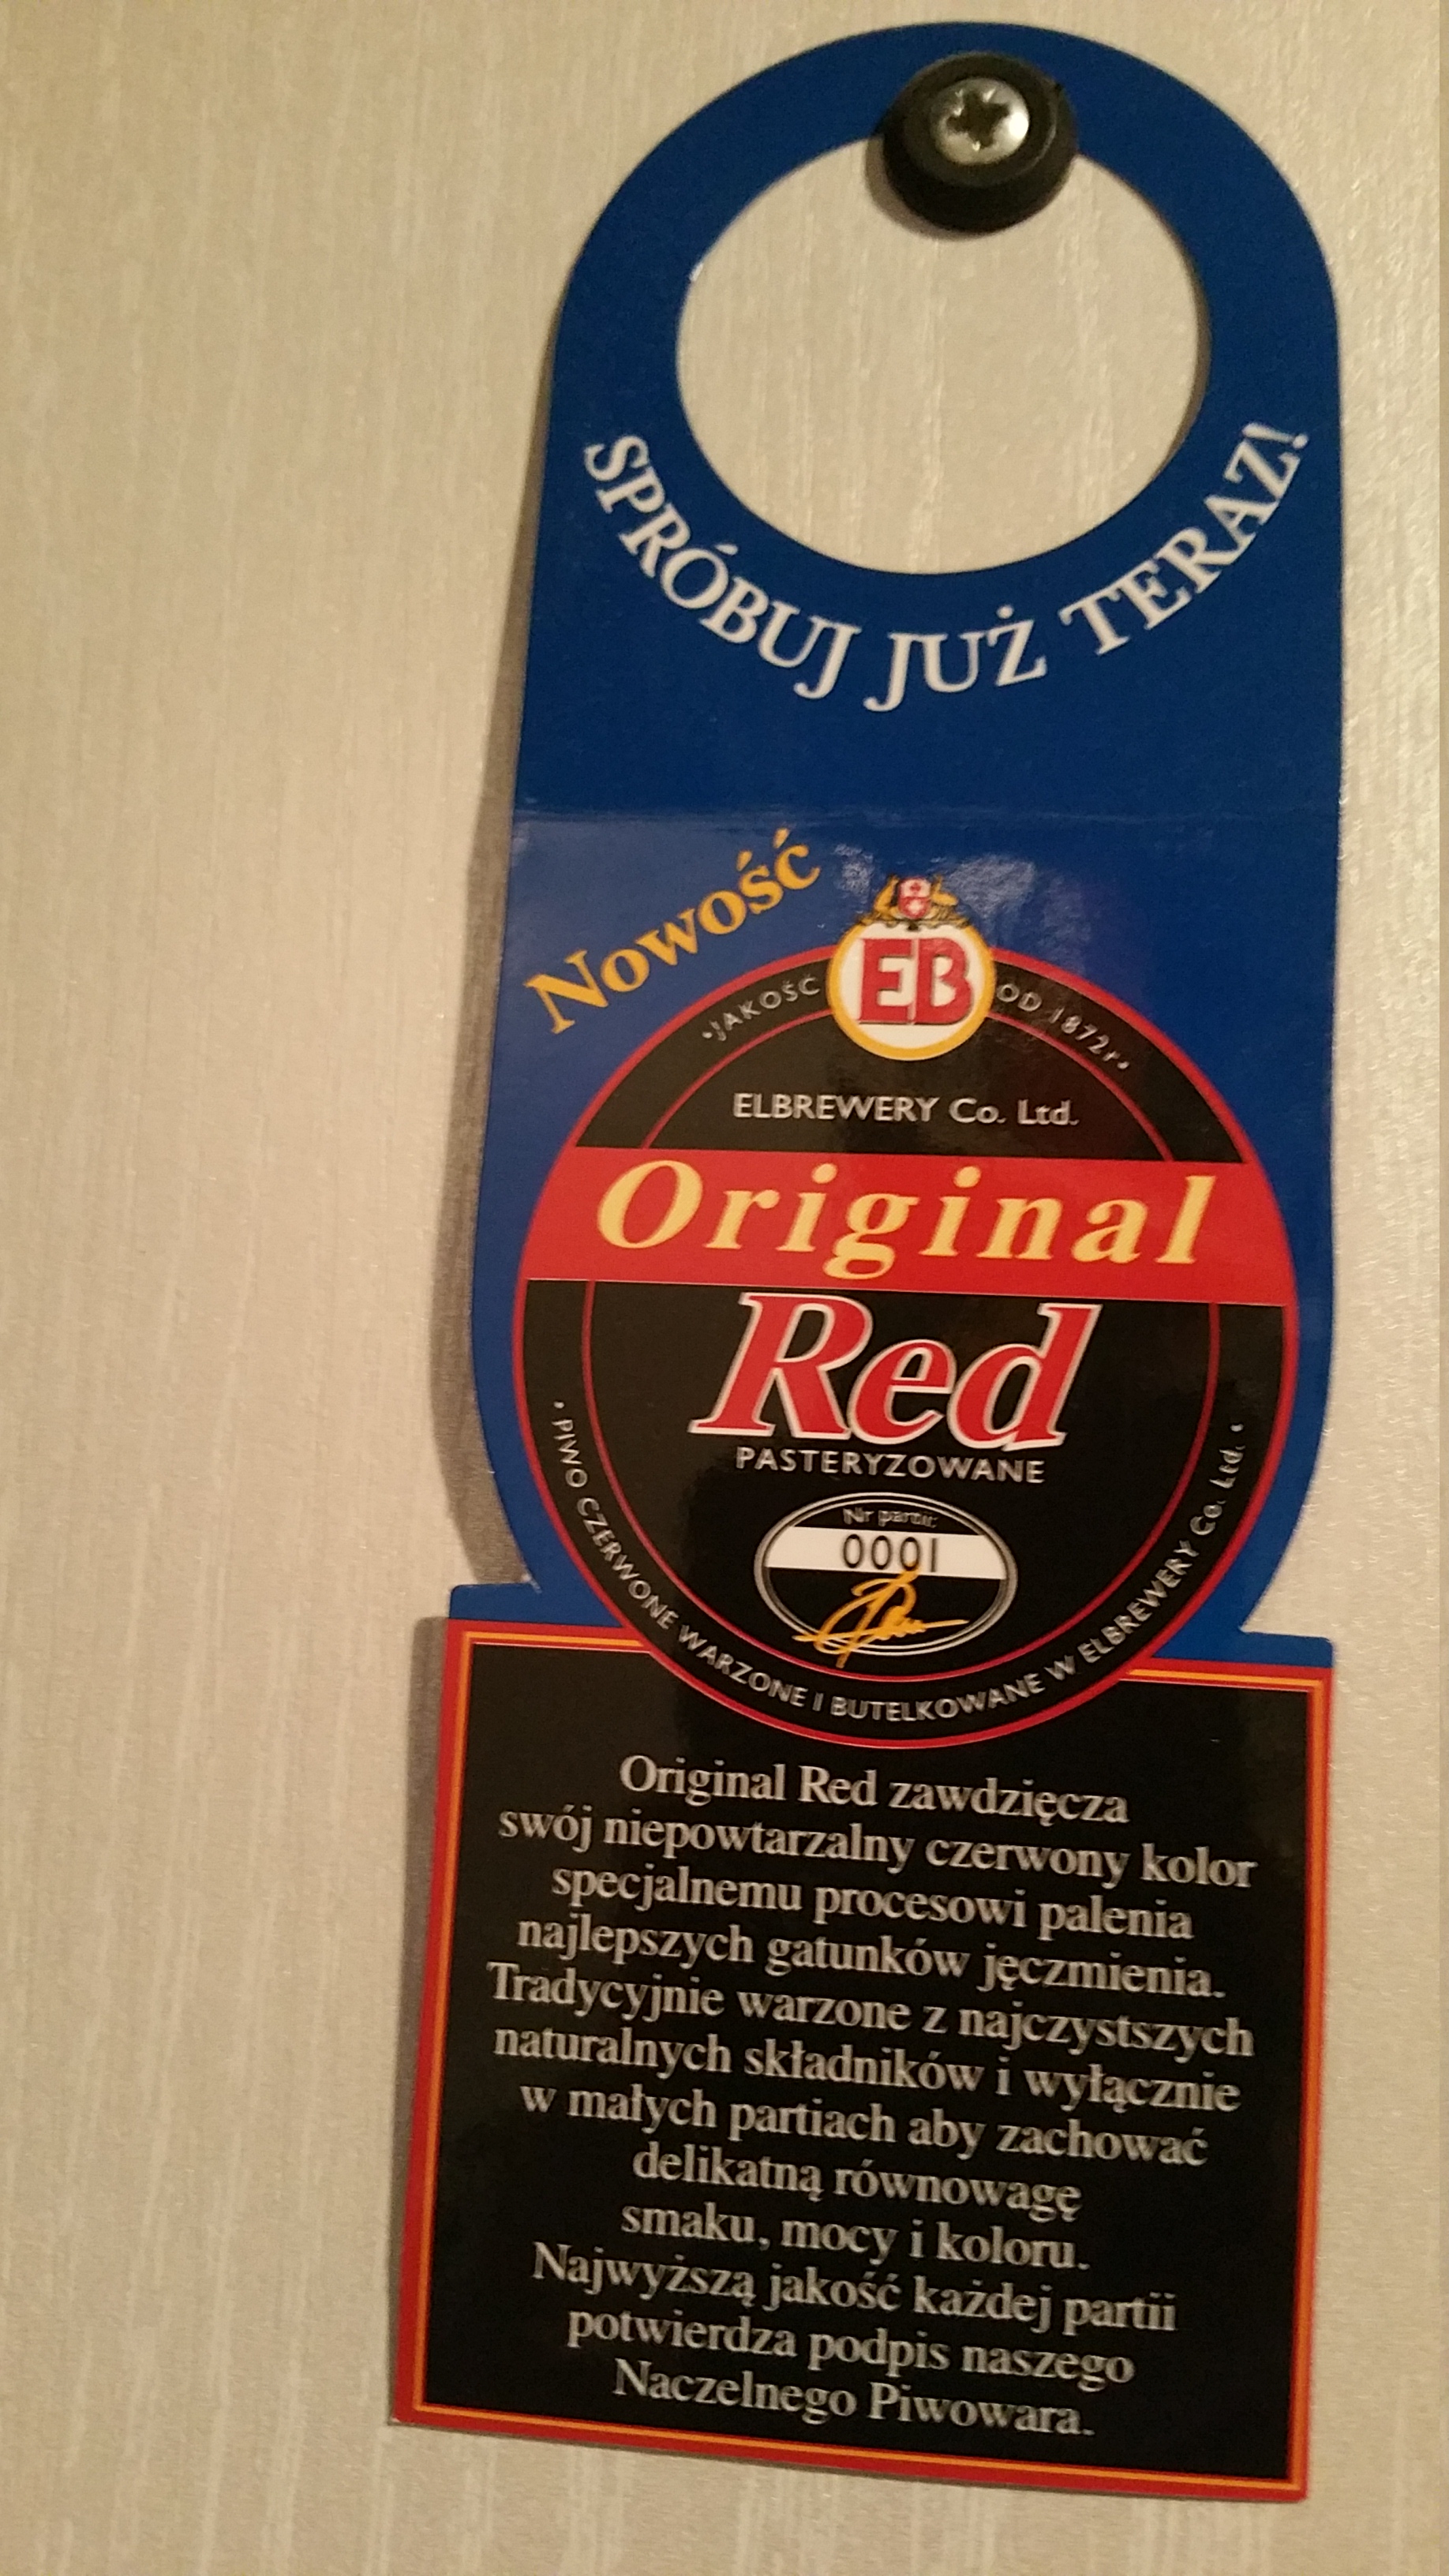 SPRÓBUJ JUŻ TERAZ!
Nowość
•JAKOŚĆ OD 1872r•
EB
ELBREWERY Co. Ltd.
Original
Red
PASTERYZOWANE
Nr partii:
0001
• PIWO CZERWONE WARZONE I BUTELKOWANE W ELBREWERY Co. Ltd. •
Original Red zawdzięcza
swój niepowtarzalny czerwony kolor
specjalnemu procesowi palenia
najlepszych gatunków jęczmienia.
Tradycyjnie warzone z najczystszych
naturalnych składników i wyłącznie
w małych partiach aby zachować
delikatną równowagę
smaku, mocy i koloru.
Najwyższą jakość każdej partii
potwierdza podpis naszego
Naczelnego Piwowara.